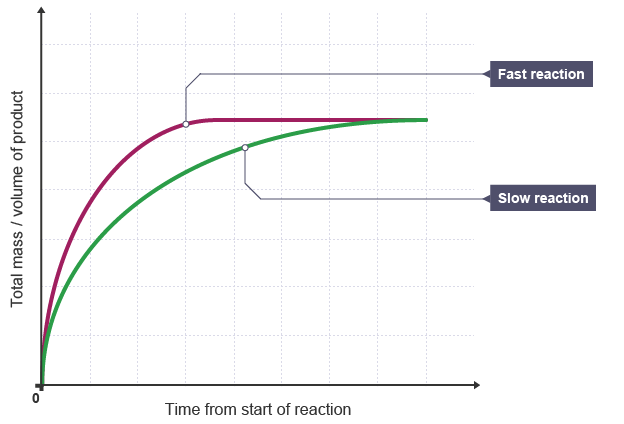 Fast reaction
Slow reaction
Total mass / volume of product
0
Time from start of reaction